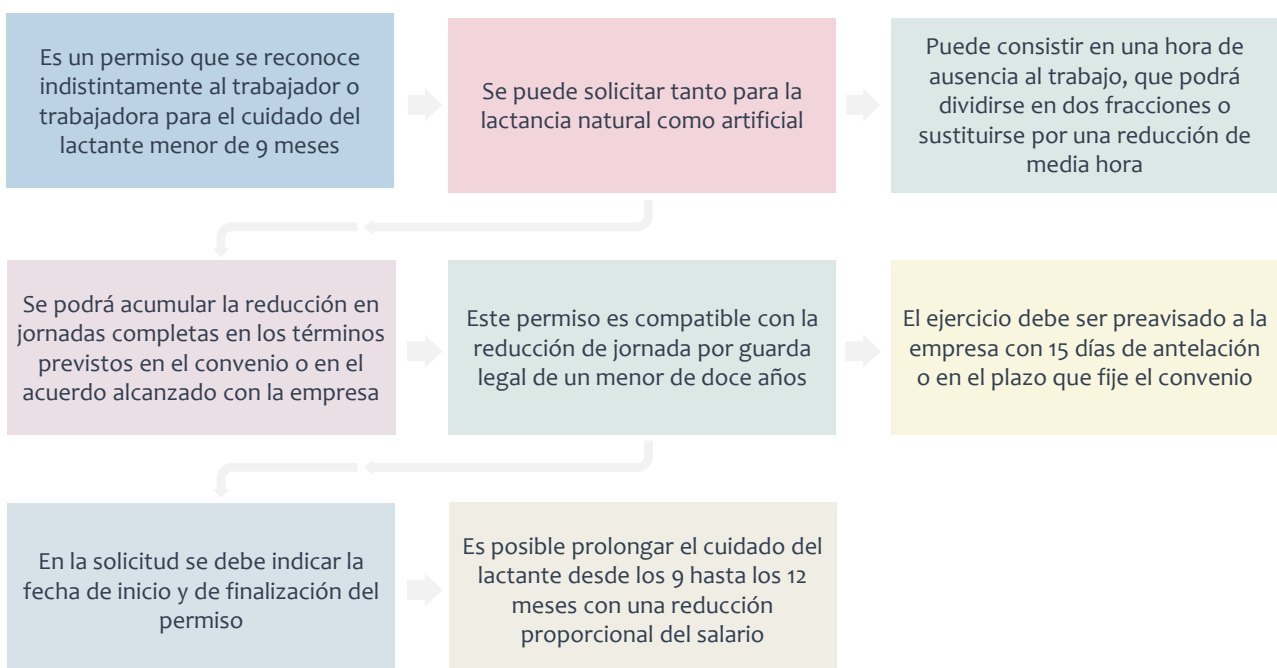 Es un permiso que se reconoce
indistintamente al trabajador o
trabajadora para el cuidado del
lactante menor de 9 meses
Se puede solicitar tanto para la
lactancia natural como artificial
Puede consistir en una hora de
ausencia al trabajo, que podrá
dividirse en dos fracciones o
sustituirse por una reducción de
media hora
Se podrá acumular la reducción en
jornadas completas en los términos
previstos en el convenio o en el
acuerdo alcanzado con la empresa
Este permiso es compatible con la
reducción de jornada por guarda
legal de un menor de doce años
El ejercicio debe ser preavisado a la
empresa con 15 días de antelación
o en el plazo que fije el convenio
En la solicitud se debe indicar la
fecha de inicio y de finalización del
permiso
Es posible prolongar el cuidado del
lactante desde los 9 hasta los 12
meses con una reducción
proporcional del salario